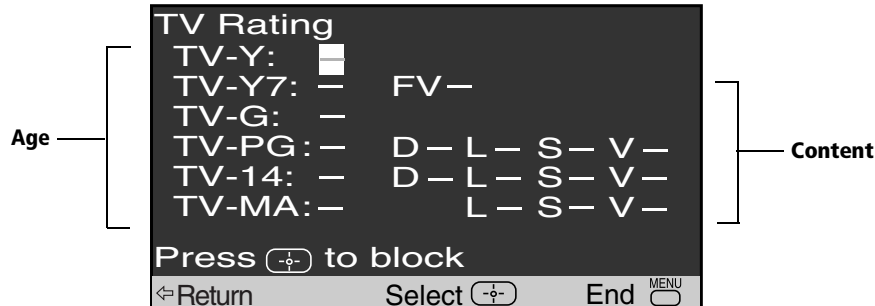 TV Rating
TV-Y: –
TV-Y7: – FV –
TV-G: –
Age
TV-PG: – D – L – S – V –
Content
TV-14: – D – L – S – V –
TV-MA: – L – S – V –
Press to block
⇦Return Select End MENU